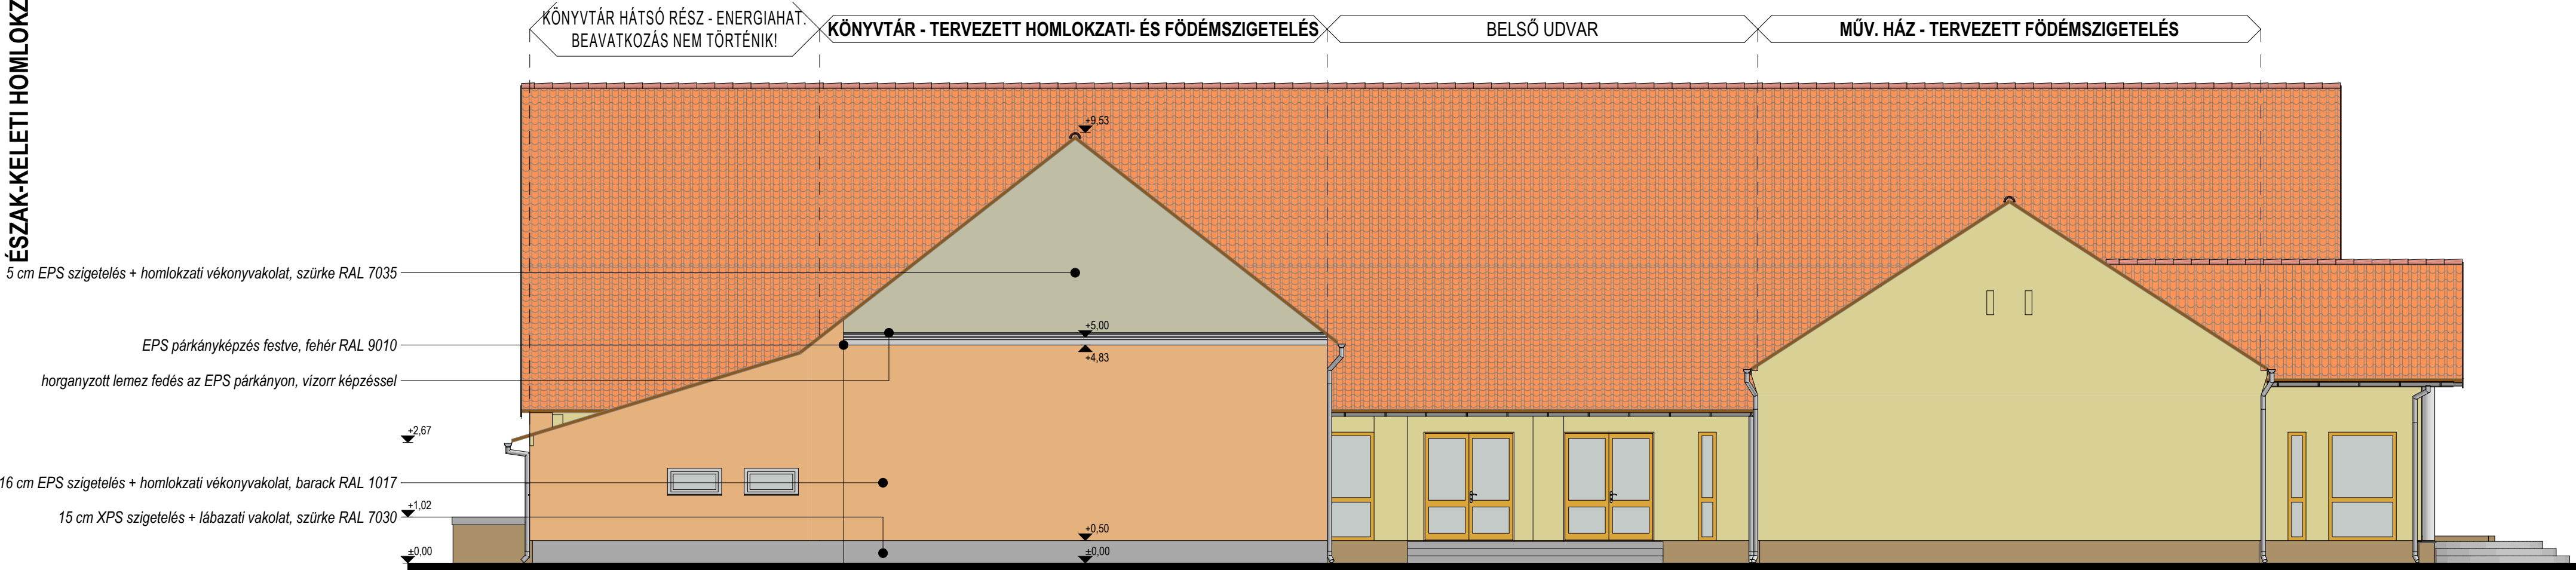 ÉSZAK-KELETI HOMLOKZ
KÖNYVTÁR HÁTSÓ RÉSZ - ENERGIAHAT.
BEAVATKOZÁS NEM TÖRTÉNIK!
KÖNYVTÁR - TERVEZETT HOMLOKZATI- ÉS FÖDÉMSZIGETELÉS
BELSŐ UDVAR
MŰV. HÁZ - TERVEZETT FÖDÉMSZIGETELÉS
+9,53
5 cm EPS szigetelés + homlokzati vékonyvakolat, szürke RAL 7035
+5,00
EPS párkányképzés festve, fehér RAL 9010
+4,83
horganyzott lemez fedés az EPS párkányon, vízorr képzéssel
+2,67
16 cm EPS szigetelés + homlokzati vékonyvakolat, barack RAL 1017
+1,02
15 cm XPS szigetelés + lábazati vakolat, szürke RAL 7030
+0,50
±0,00
±0,00